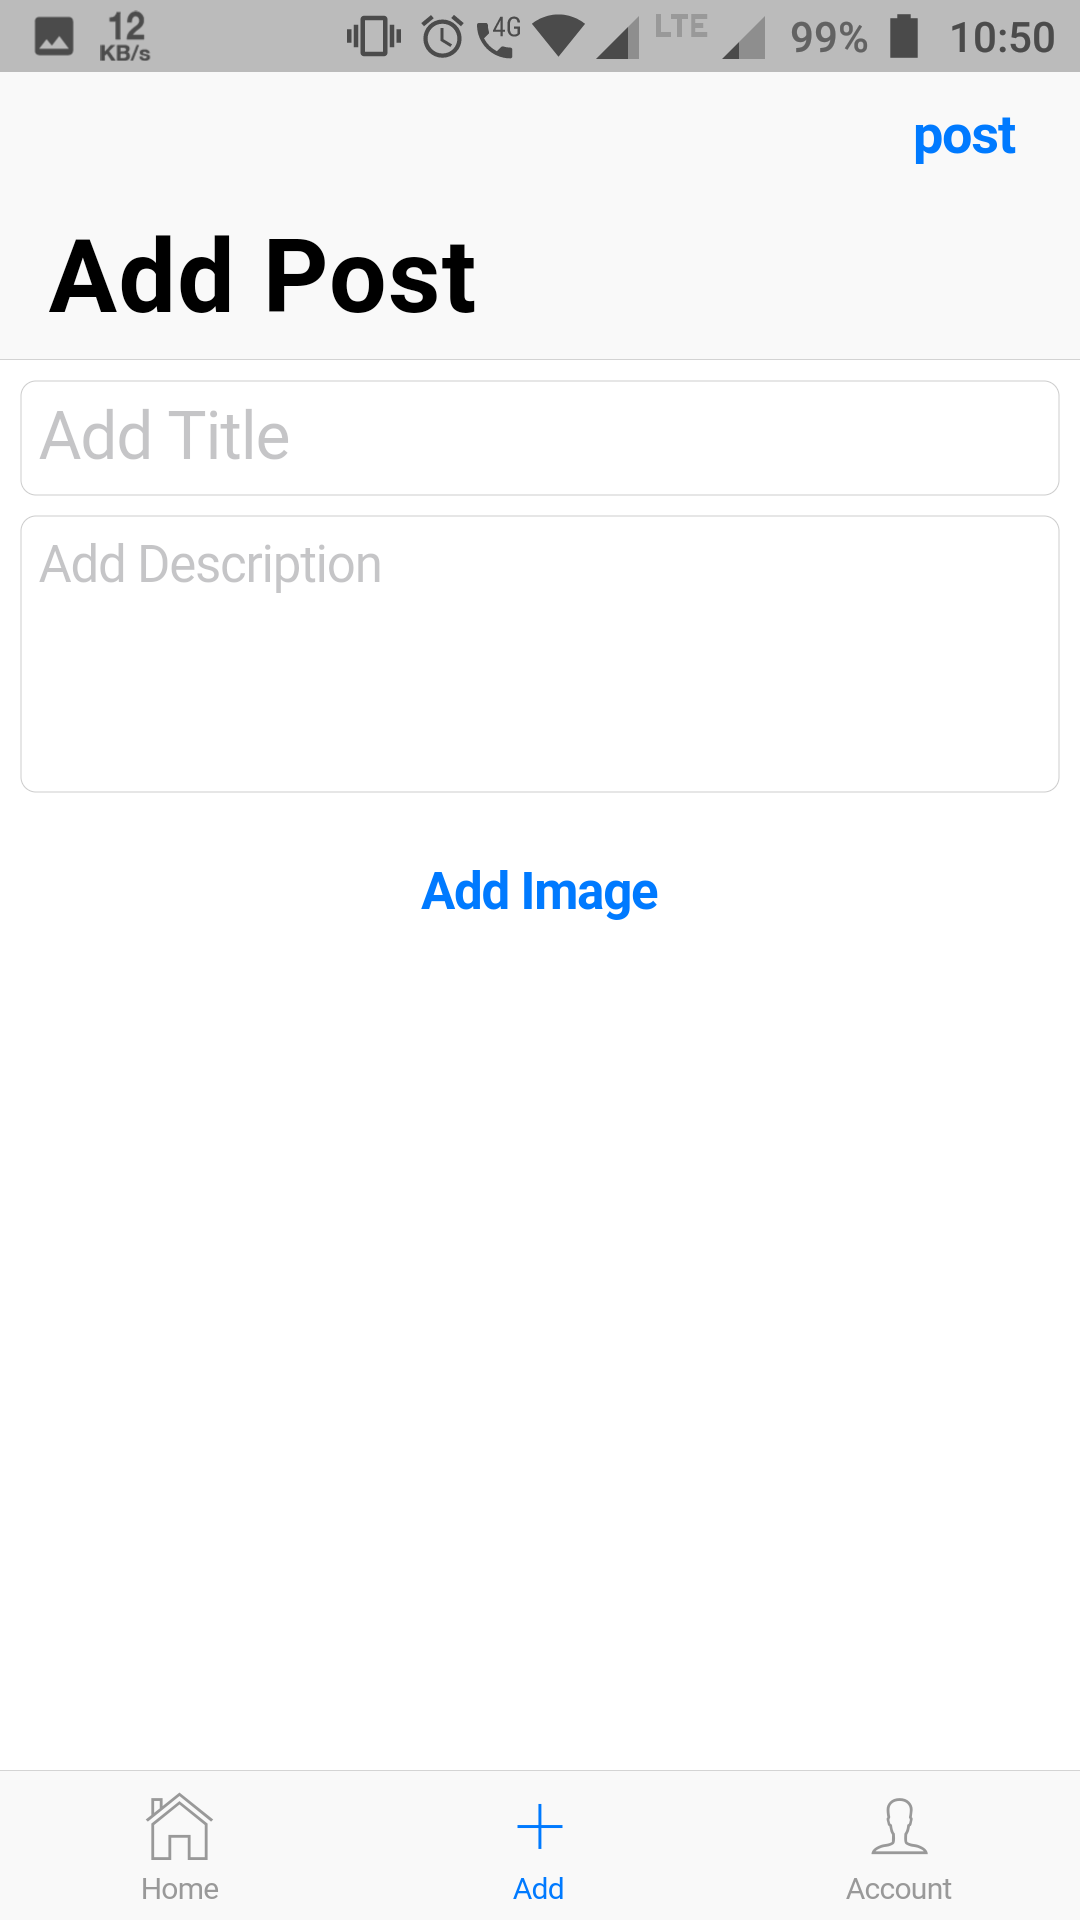 12
KB/s
4G
LTE
99%
10:50
post
Add Post
Add Title
Add Description
Add Image
Home
Add
Account